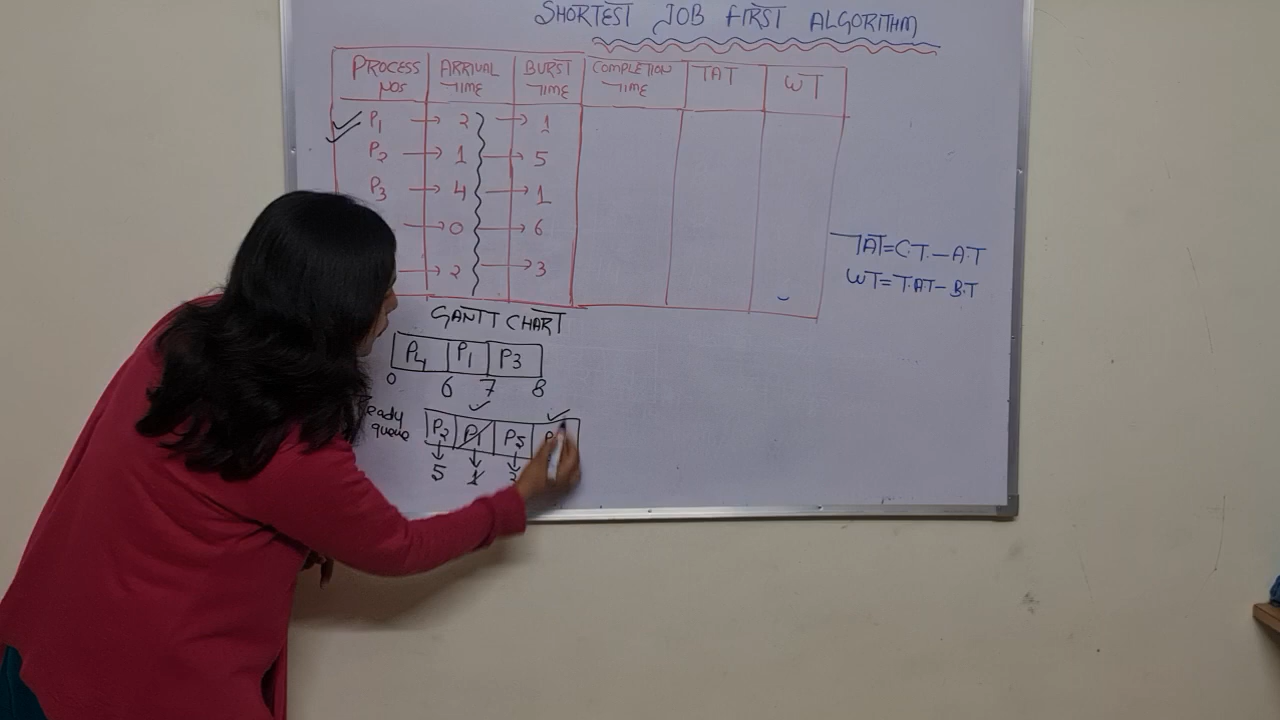 SHORTEST JOB FIRST ALGORITHM
PROCESS NOS ARRIVAL TIME BURST TIME COMPLETION TIME TAT WT
P1 → 2 → 1
P2 → 1 → 5
P3 → 4 → 1
→ 0 → 6
→ 2 → 3
TAT=C.T.-A.T
WT=T.AT-B.T
GANTT CHART
P4 P1 P3
0 6 7 8
Ready queue
P2 P1 P5
5 1